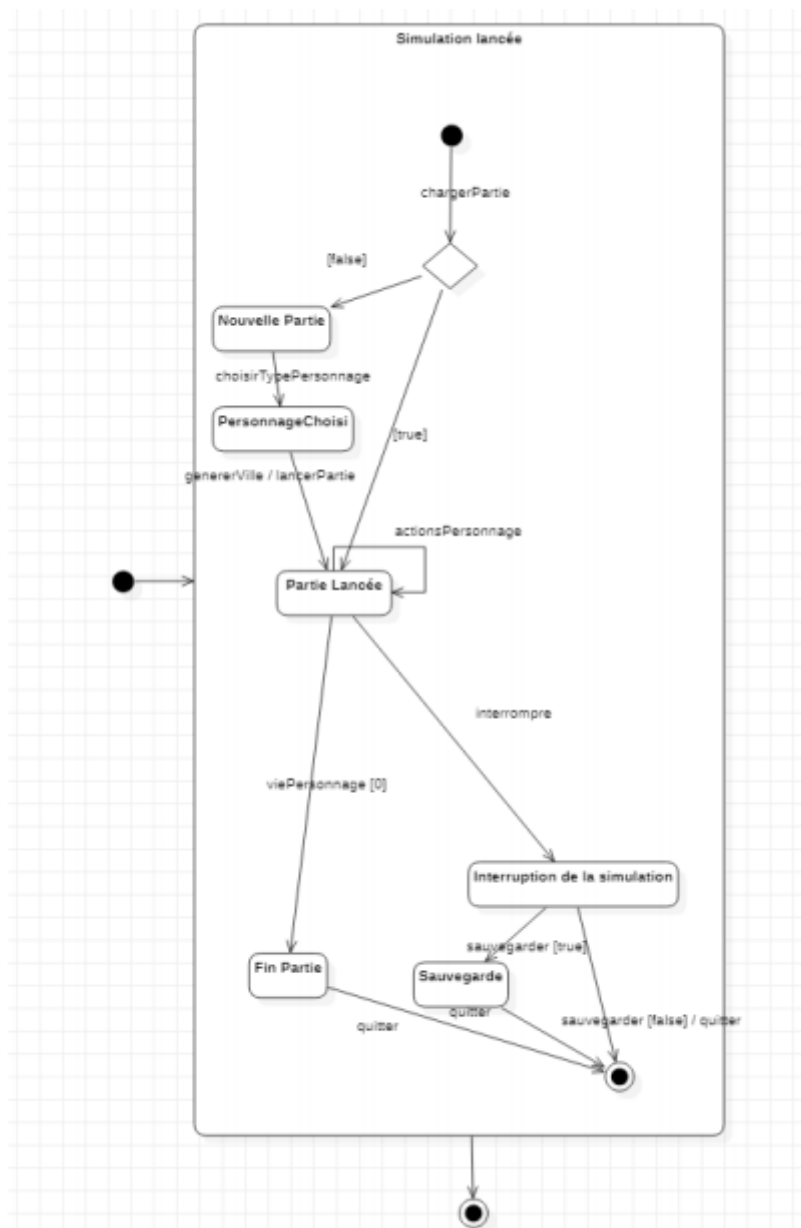 Simulation lancée
chargerPartie
[false]
Nouvelle Partie
choisirTypePersonnage
PersonnageChoisi
[true]
genererVille / lancerPartie
actionsPersonnage
Partie Lancée
interrompre
viePersonnage [0]
Interruption de la simulation
sauvegarder [true]
Fin Partie
Sauvegarde
quitter
sauvegarder [false] / quitter
quitter